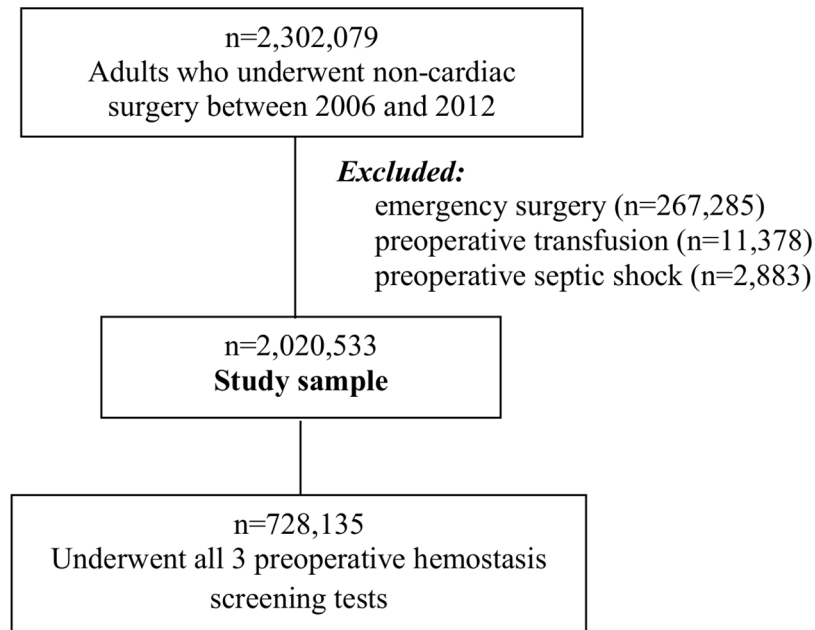 n=2,302,079
Adults who underwent non-cardiac
surgery between 2006 and 2012
Excluded:
emergency surgery (n=267,285)
preoperative transfusion (n=11,378)
preoperative septic shock (n=2,883)
n=2,020,533
Study sample
n=728,135
Underwent all 3 preoperative hemostasis
screening tests